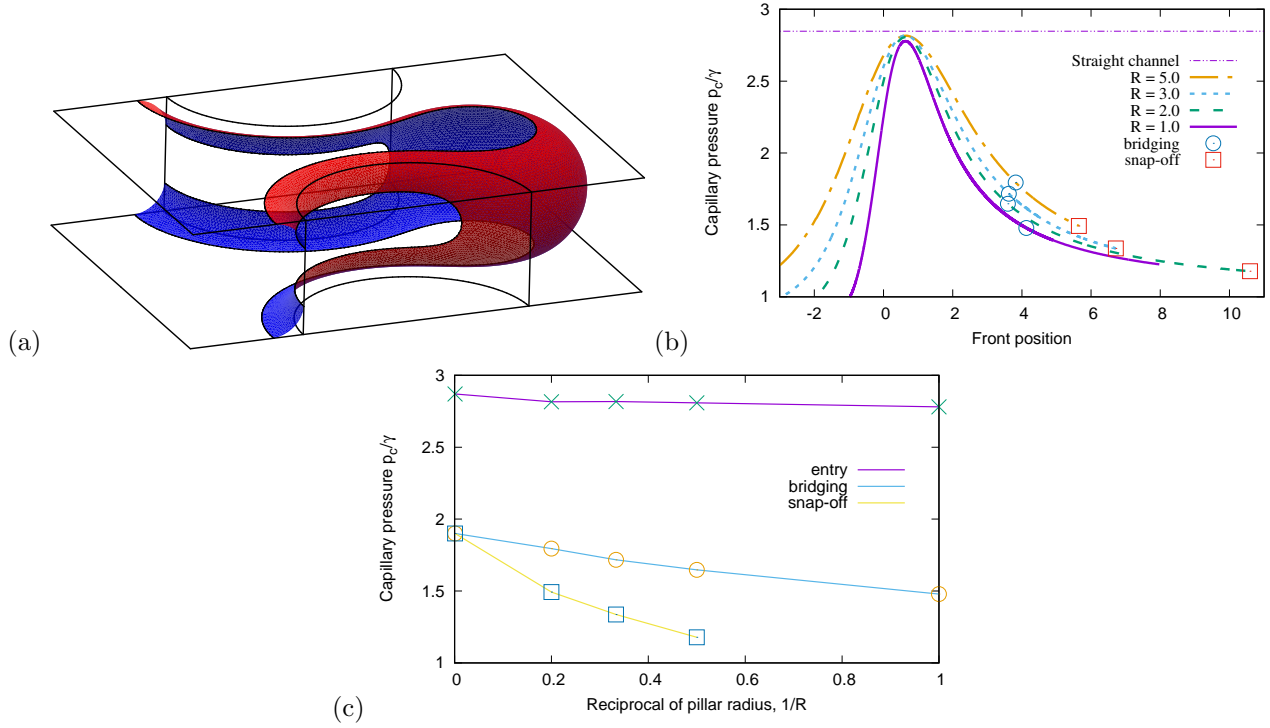 (a)
(b)
Capillary pressure p_c/γ
3
2.5
2
1.5
1
-2 0 2 4 6 8 10
Front position
Straight channel
R = 5.0
R = 3.0
R = 2.0
R = 1.0
bridging
snap-off
(c)
Capillary pressure p_c/γ
3
2.5
2
1.5
1
0 0.2 0.4 0.6 0.8 1
Reciprocal of pillar radius, 1/R
entry
bridging
snap-off